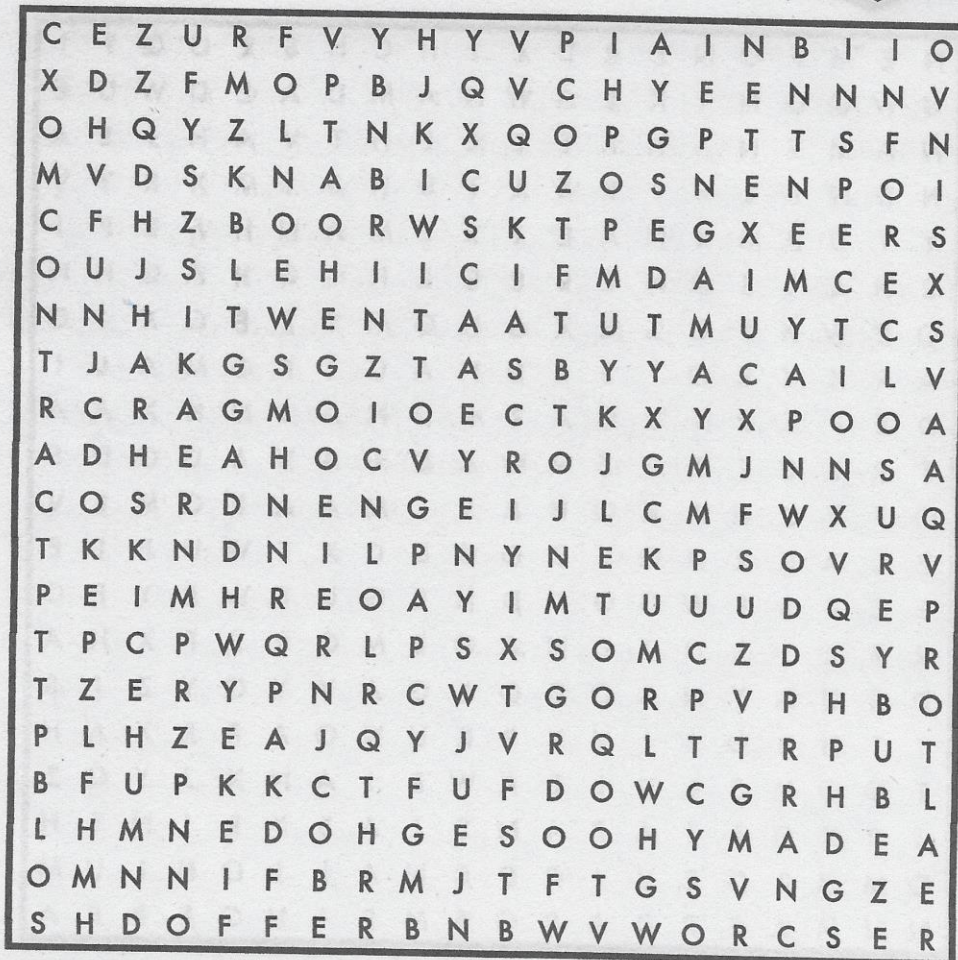 C E Z U R F V Y H Y V P I A I N B I I O
X D Z F M O P B J Q V C H Y E E N N N V
O H Q Y Z L T N K X Q O P G P T T S F N
M V D S K N A B I C U Z O S N E N P O I
C F H Z B O O R W S K T P E G X E E R S
O U J S L E H I I C I F M D A I M C E X
N N H I T W E N T A A T U T M U Y T C S
T J A K G S G Z T A S B Y Y A C A I L V
R C R A G M O I O E C T K X Y X P O O A
A D H E A H O C V Y R O J G M J N N S A
C O S R D N E N G E I J L C M F W X U Q
T K K N D N I L P N Y N E K P S O V R V
P E I M H R E O A Y I M T U U U D Q E P
T P C P W Q R L P S X S O M C Z D S Y R
T Z E R Y P N R C W T G O R P V P H B O
P L H Z E A J Q Y J V R Q L T T R P U T
B F U P K K C T F U F D O W C G R H B L
L H M N E D O H G E S O O H Y M A D E A
O M N N I F B R M J T F T G S V N G Z E
S H D O F F E R B N B W V W O R C S E R